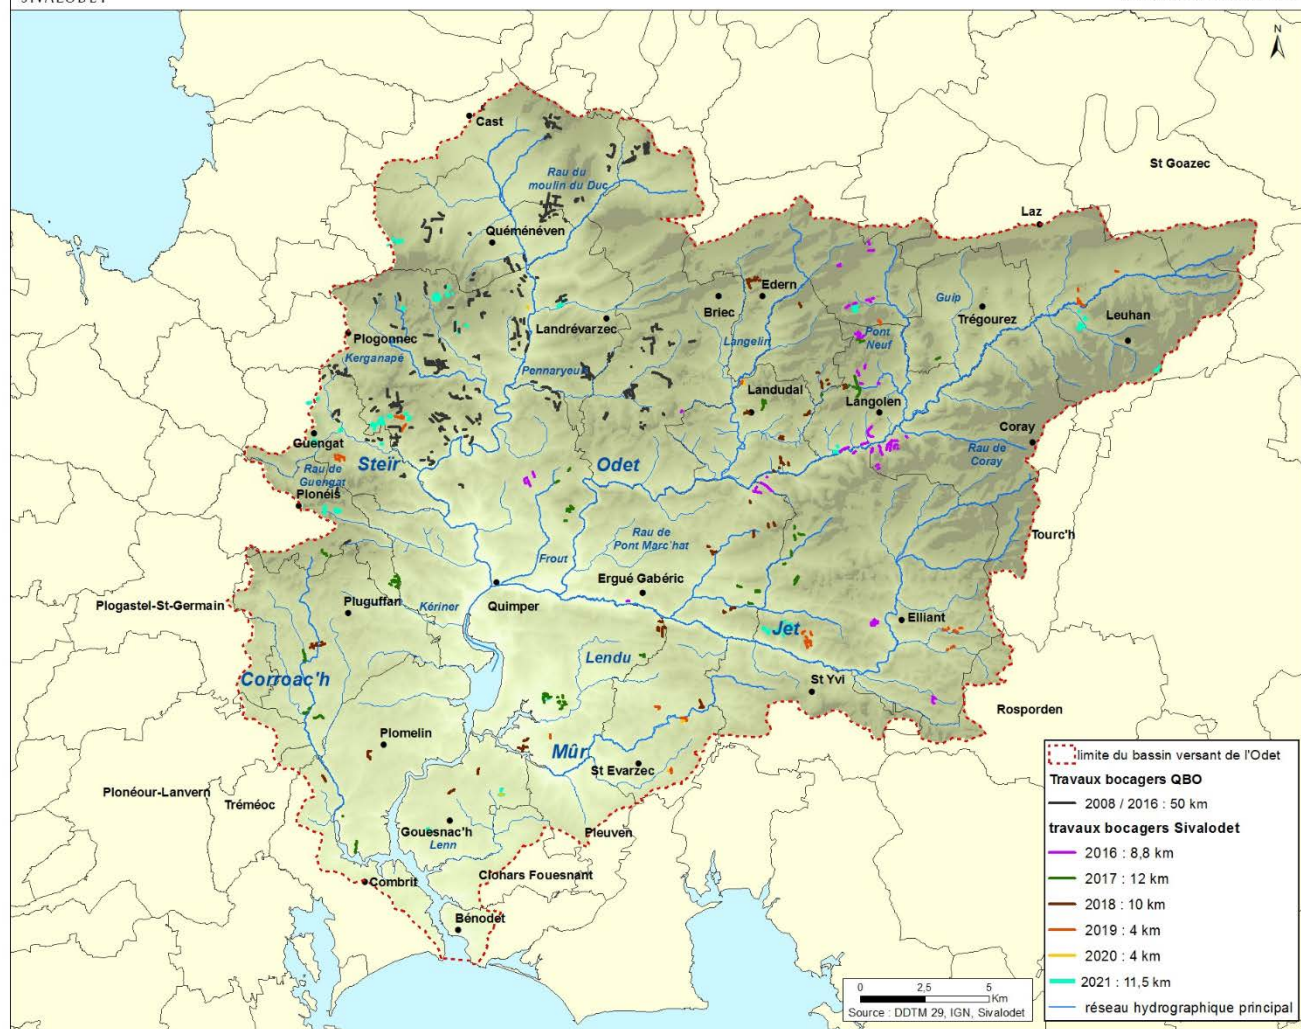 SIVALODET
N
Cast
St Goazec
Rau du
moulin du Duc
Laz
Quéménéven
Edern
Briec
Guip
Trégourez
Leuhan
Landrévarzec
Plogonnec
Langelin
Pont
Neuf
Kerganapé
Pennaryeun
Landudal
Langolen
Guengat
Coray
Steïr
Odet
Rau de
Coray
Rau de
Guengat
Plonéis
Rau de
Pont Marc'hat
Tourc'h
Frout
Ergué Gabéric
Plogastel-St-Germain
Pluguffan
Kériner
Quimper
Elliant
Jet
Lendu
Corroac'h
St Yvi
Rosporden
Plomelin
Mûr
St Evarzec
Plonéour-Lanvern
Tréméoc
Gouesnac'h
Lenn
Pleuven
Clohars Fouesnant
Combrit
Bénodet
limite du bassin versant de l'Odet
Travaux bocagers QBO
2008 / 2016 : 50 km
travaux bocagers Sivalodet
2016 : 8,8 km
2017 : 12 km
2018 : 10 km
2019 : 4 km
2020 : 4 km
2021 : 11,5 km
réseau hydrographique principal
0 2,5 5
Km
Source : DDTM 29, IGN, Sivalodet